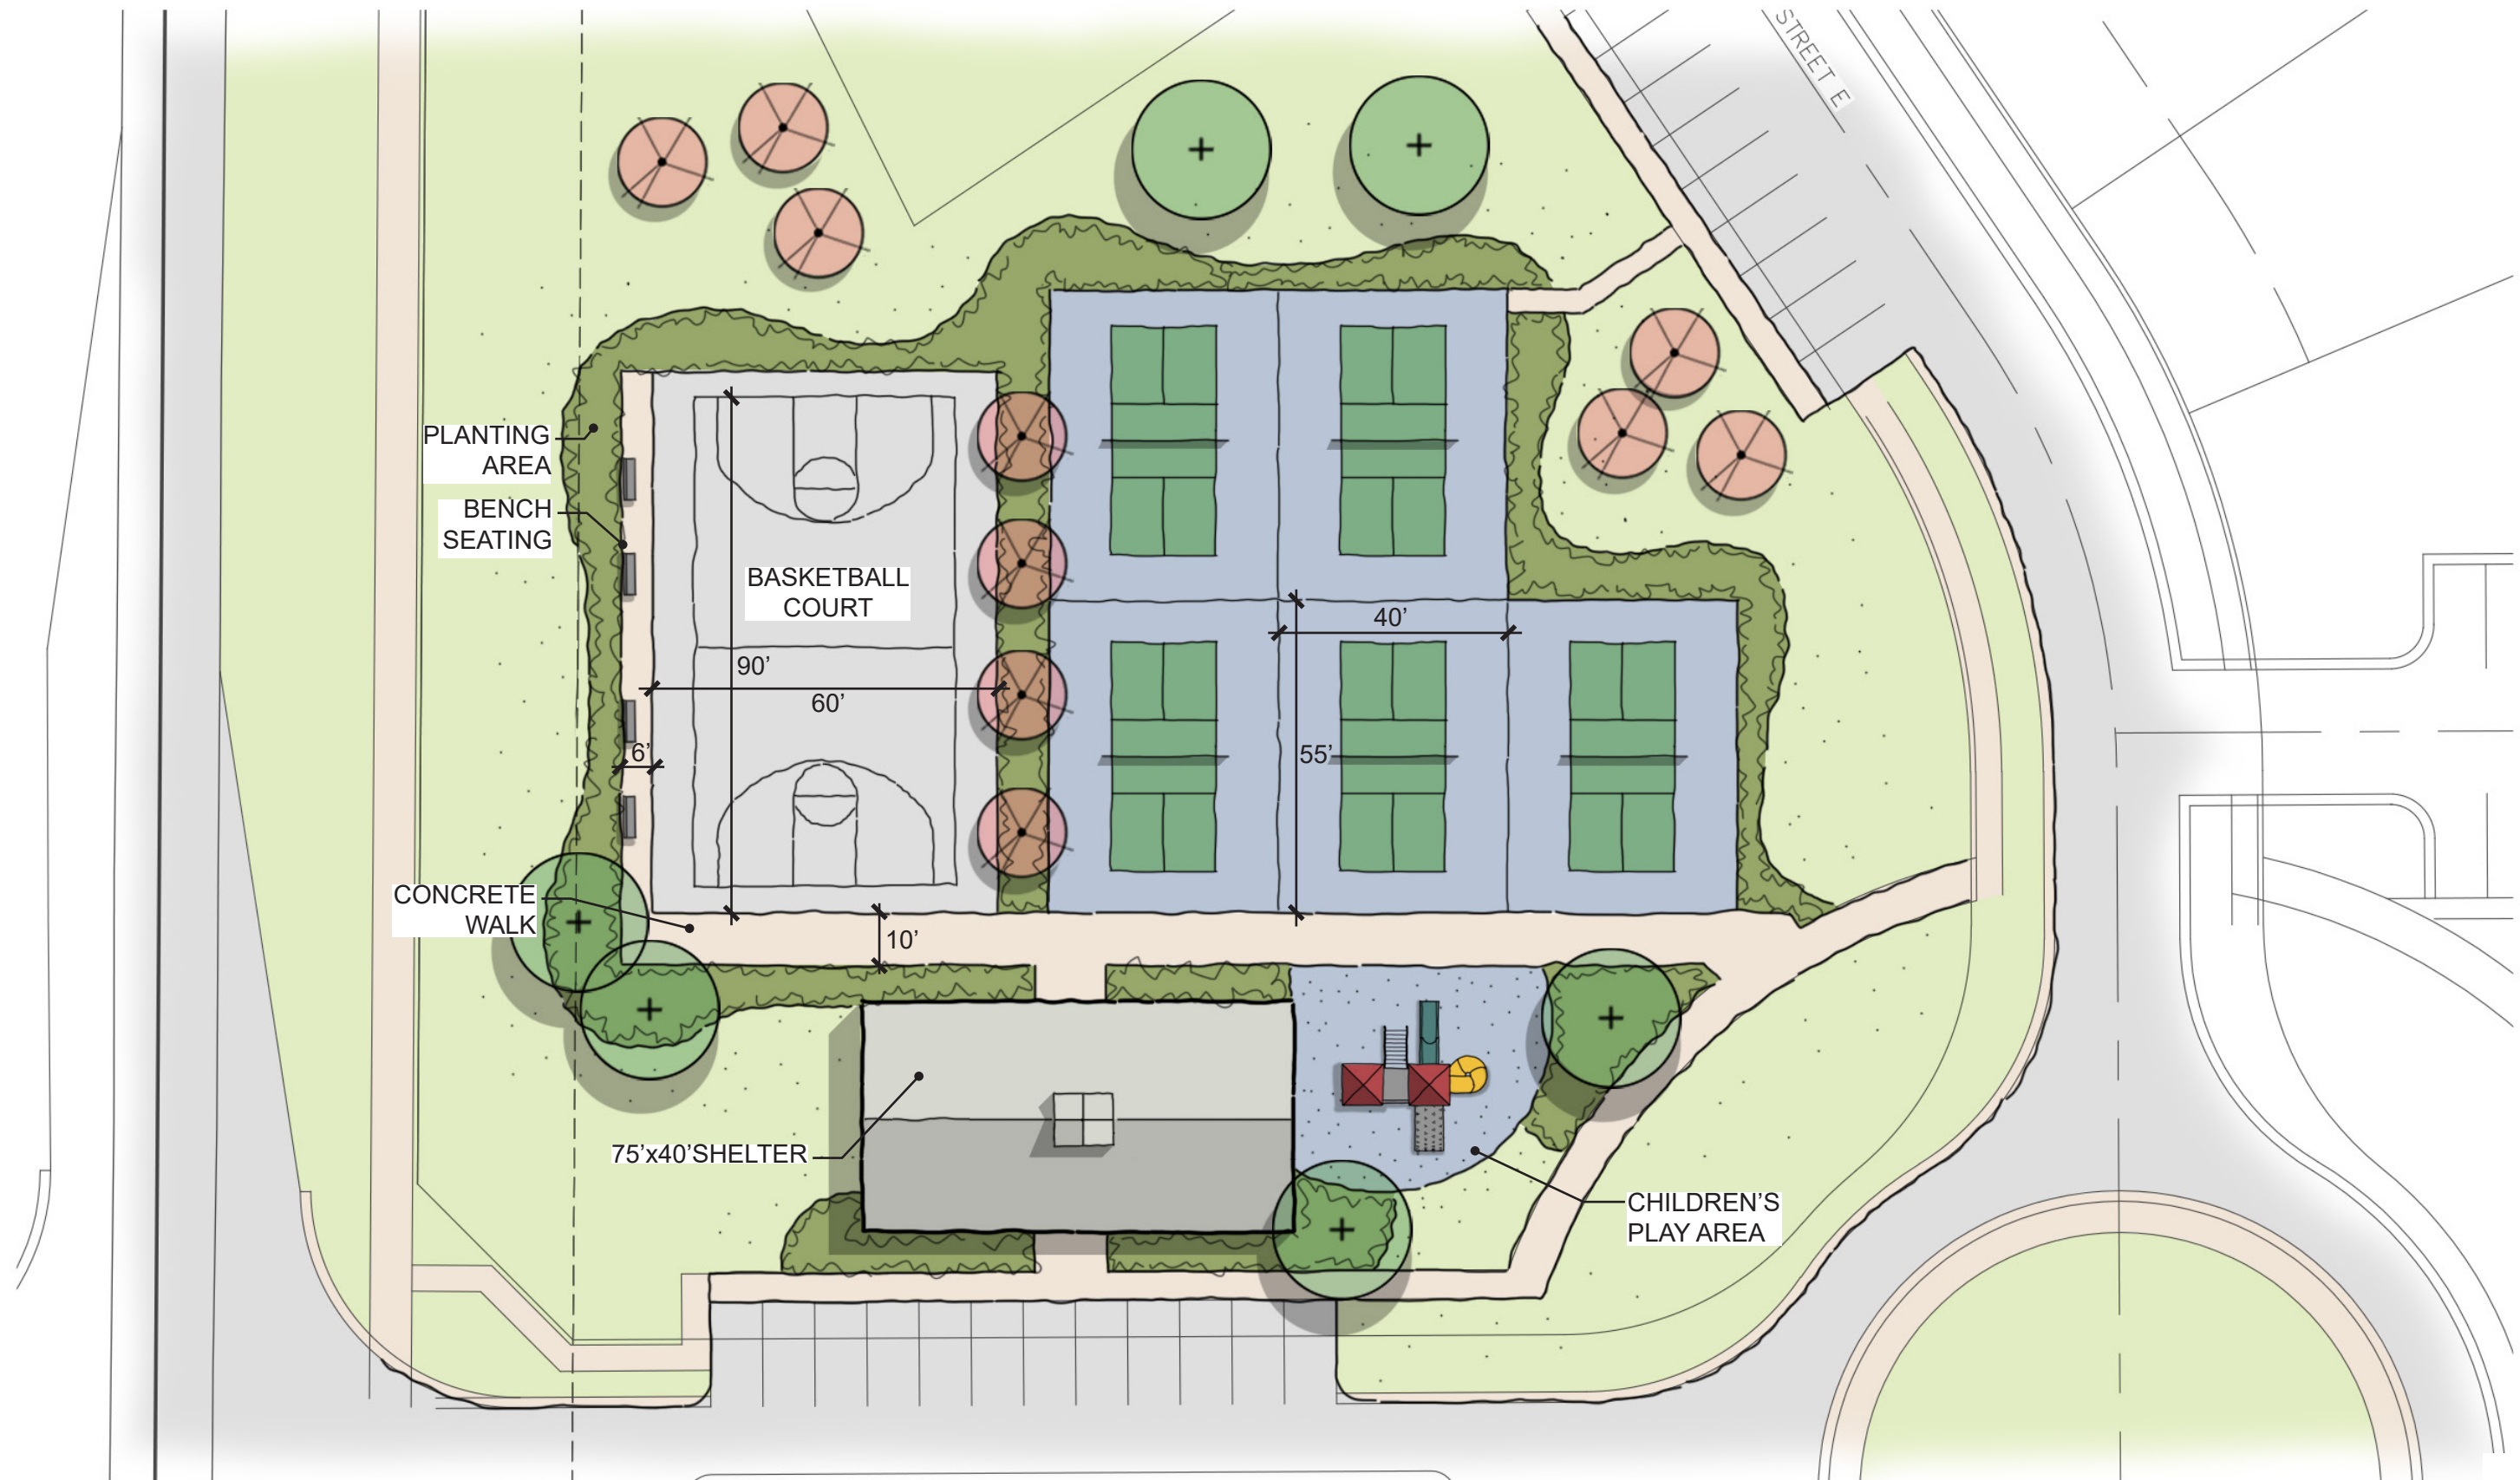 STREET E
PLANTING
AREA
BENCH
SEATING
BASKETBALL
COURT
40’
90’
60’
6’
55’
CONCRETE
WALK
10’
75’x40’SHELTER
CHILDREN’S
PLAY AREA